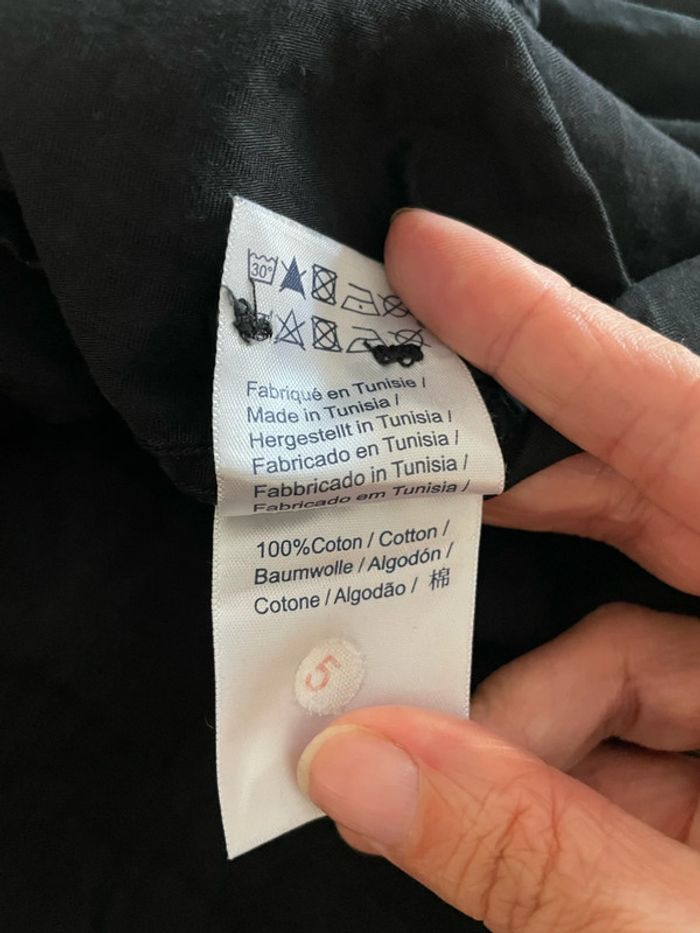 30°
Fabriqué en Tunisie /
Made in Tunisia /
Hergestellt in Tunisia /
Fabricado en Tunisia /
Fabbricado in Tunisia /
Fabricado em Tunisia /
100%Coton / Cotton /
Baumwolle / Algodón /
Cotone / Algodão / 棉
5